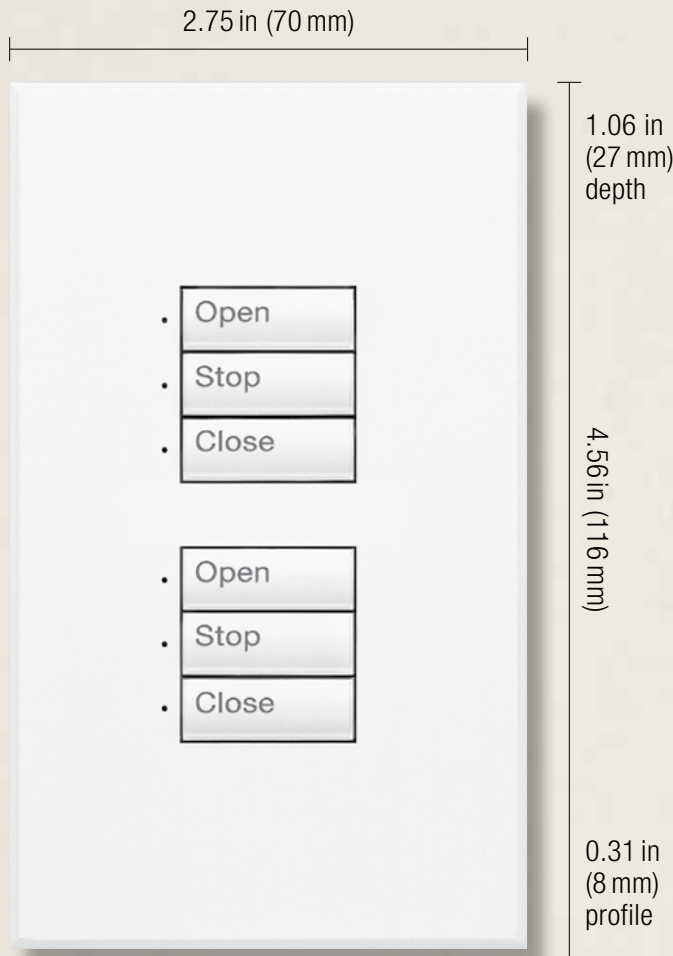 2.75 in (70 mm)
1.06 in
(27 mm)
depth
Open
Stop
Close
4.56 in (116 mm)
Open
Stop
Close
0.31 in
(8 mm)
profile